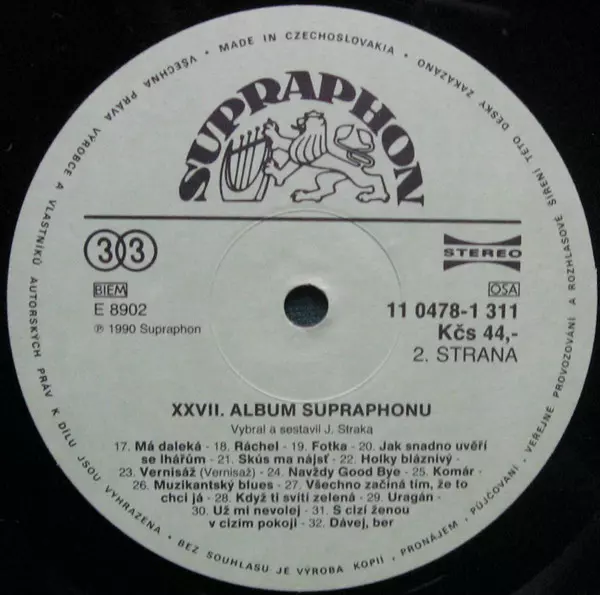 VŠECHNA PRÁVA VÝROBCE A VLASTNÍKŮ AUTORSKÝCH PRÁV K DÍLU JSOU VYHRAZENA • BEZ SOUHLASU JE VÝROBA KOPIÍ, PRONÁJEM, PŮJČOVÁNÍ, VEŘEJNÉ PROVOZOVÁNÍ A ROZHLASOVÉ ŠÍŘENÍ TÉTO DESKY ZAKÁZÁNO
• MADE IN CZECHOSLOVAKIA •
SUPRAPHON
33
STEREO
BIEM
OSA
E 8902
11 0478-1 311
℗ 1990 Supraphon
Kčs 44,-
2. STRANA
XXVII. ALBUM SUPRAPHONU
Vybral a sestavil J. Straka
17. Má daleká - 18. Ráchel - 19. Fotka - 20. Jak snadno uvěří
se lhářům - 21. Skús ma nájsť - 22. Holky bláznivý -
23. Vernisáž (Vernisaž) - 24. Navždy Good Bye - 25. Komár -
26. Muzikantský blues - 27. Všechno začíná tím, že to
chci já - 28. Když ti svítí zelená - 29. Uragán -
30. Už mi nevolej - 31. S cizí ženou
v cizím pokoji - 32. Dávej, ber